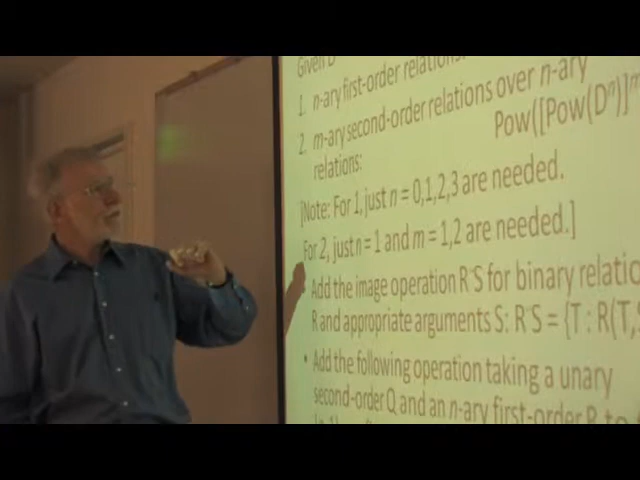 Given D
1. n-ary first-order relations.
2. m-ary second-order relations over n-ary
relations: Pow([Pow(Dⁿ)]ᵐ
[Note: For 1, just n = 0,1,2,3 are needed.
For 2, just n = 1 and m = 1,2 are needed.]
Add the image operation R˙S for binary relatio
R and appropriate arguments S: R˙S = {T : R(T,S
• Add the following operation taking a unary
second-order Q and an n-ary first-order R to